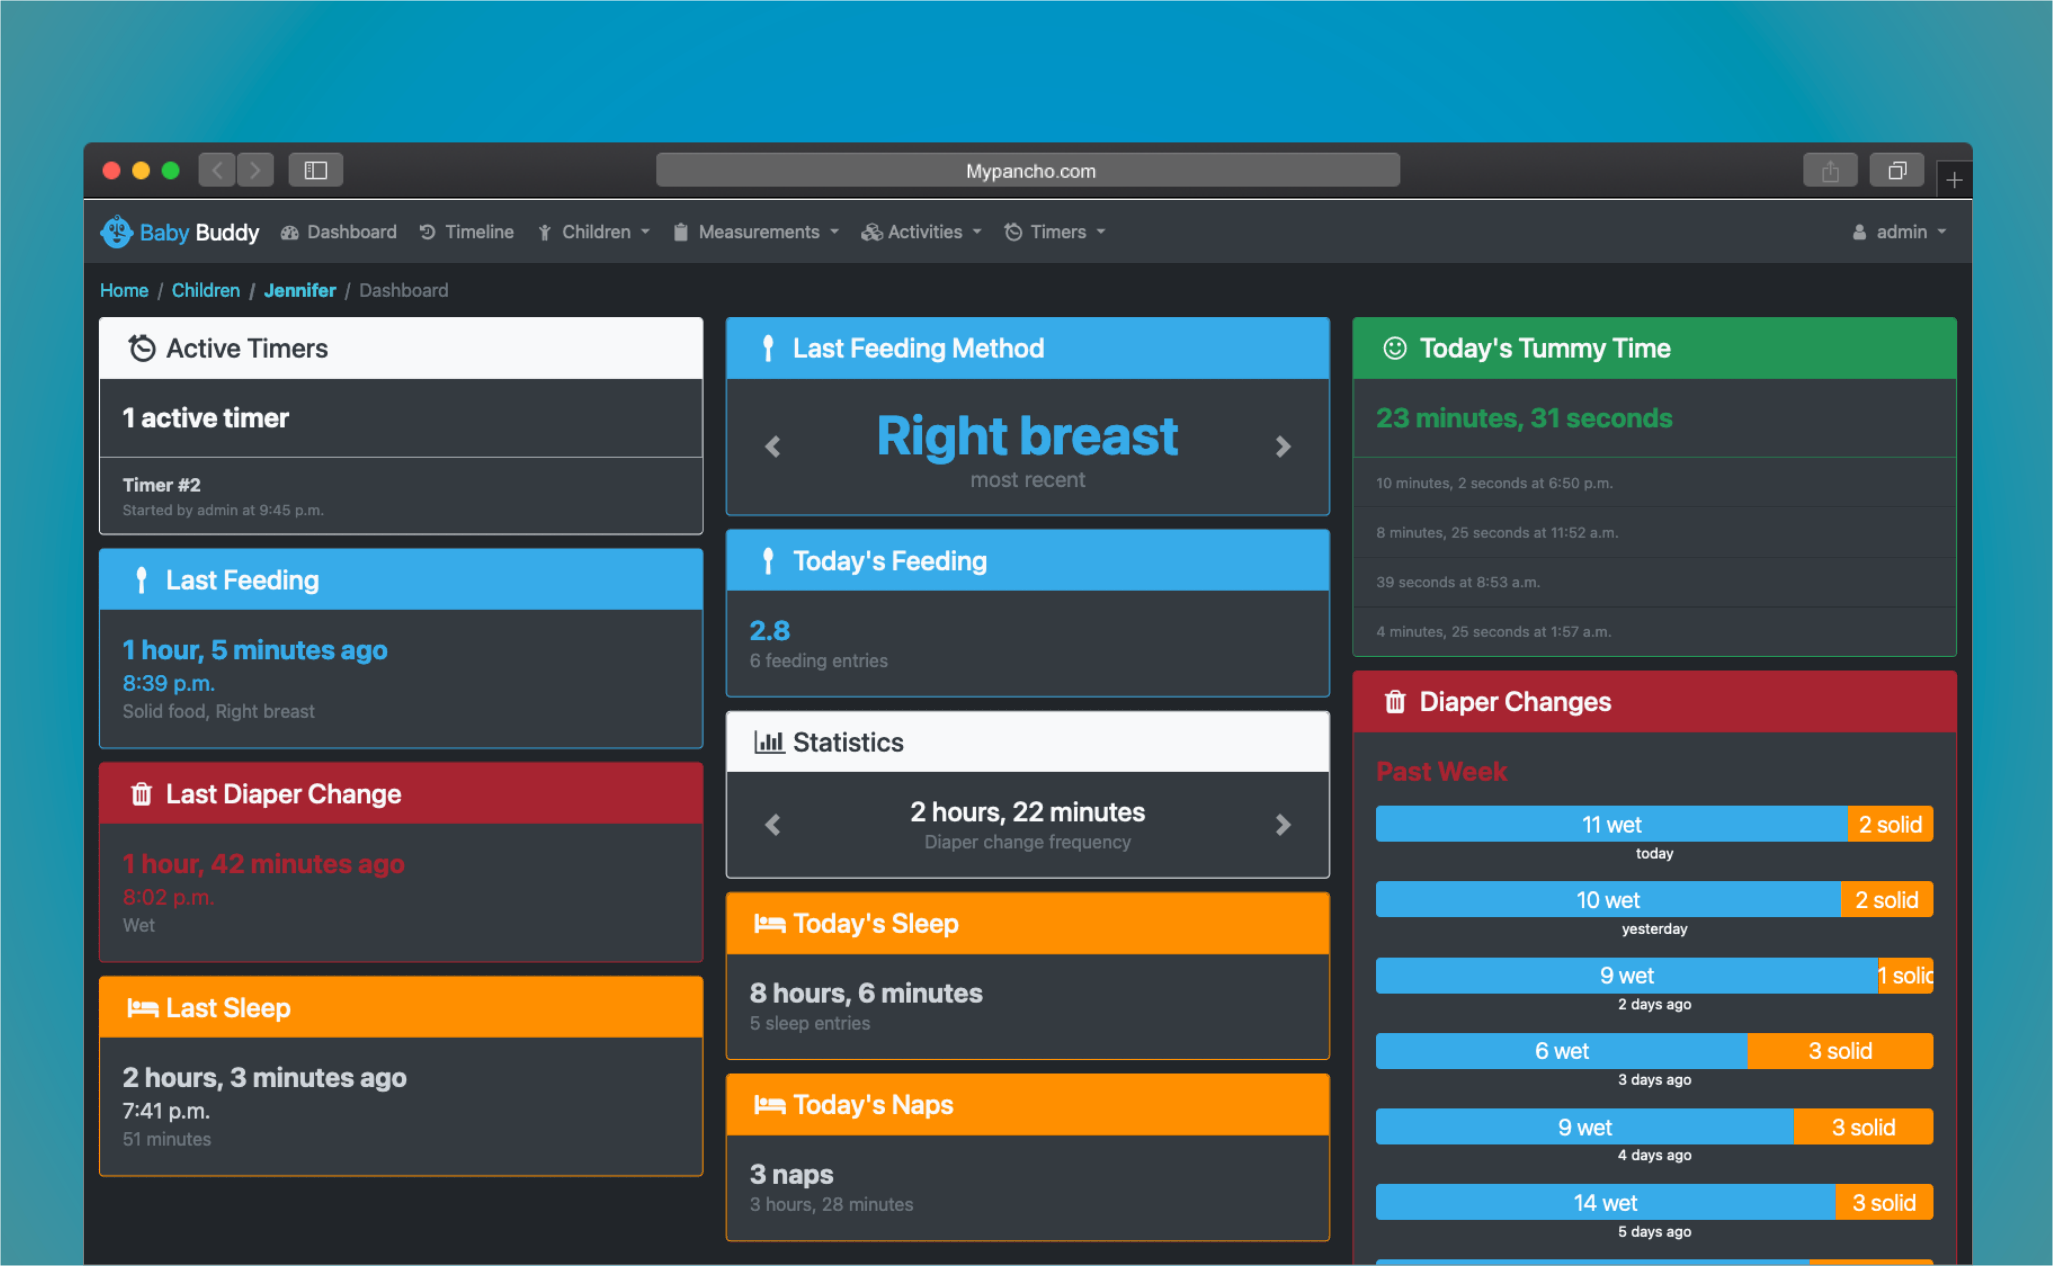 Mypancho.com
Baby Buddy Dashboard Timeline Children Measurements Activities Timers admin
Home / Children / Jennifer / Dashboard
Active Timers
1 active timer
Timer #2
Started by admin at 9:45 p.m.
Last Feeding
1 hour, 5 minutes ago
8:39 p.m.
Solid food, Right breast
Last Diaper Change
1 hour, 42 minutes ago
8:02 p.m.
Wet
Last Sleep
2 hours, 3 minutes ago
7:41 p.m.
51 minutes
Last Feeding Method
Right breast
most recent
Today's Feeding
2.8
6 feeding entries
Statistics
2 hours, 22 minutes
Diaper change frequency
Today's Sleep
8 hours, 6 minutes
5 sleep entries
Today's Naps
3 naps
3 hours, 28 minutes
Today's Tummy Time
23 minutes, 31 seconds
10 minutes, 2 seconds at 6:50 p.m.
8 minutes, 25 seconds at 11:52 a.m.
39 seconds at 8:53 a.m.
4 minutes, 25 seconds at 1:57 a.m.
Diaper Changes
Past Week
11 wet 2 solid
today
10 wet 2 solid
yesterday
9 wet 1 solid
2 days ago
6 wet 3 solid
3 days ago
9 wet 3 solid
4 days ago
14 wet 3 solid
5 days ago